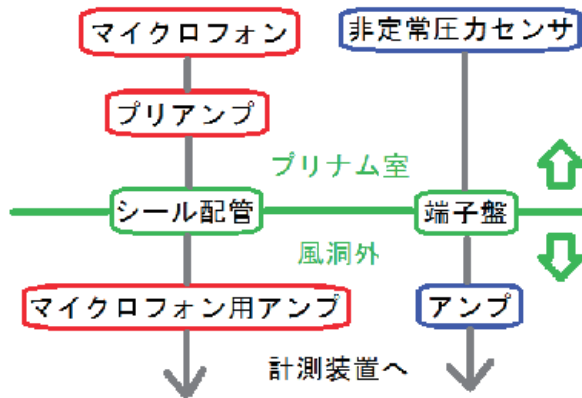 マイクロフォン
非定常圧力センサ
プリアンプ
プリナム室
シール配管
端子盤
風洞外
マイクロフォン用アンプ
アンプ
計測装置へ